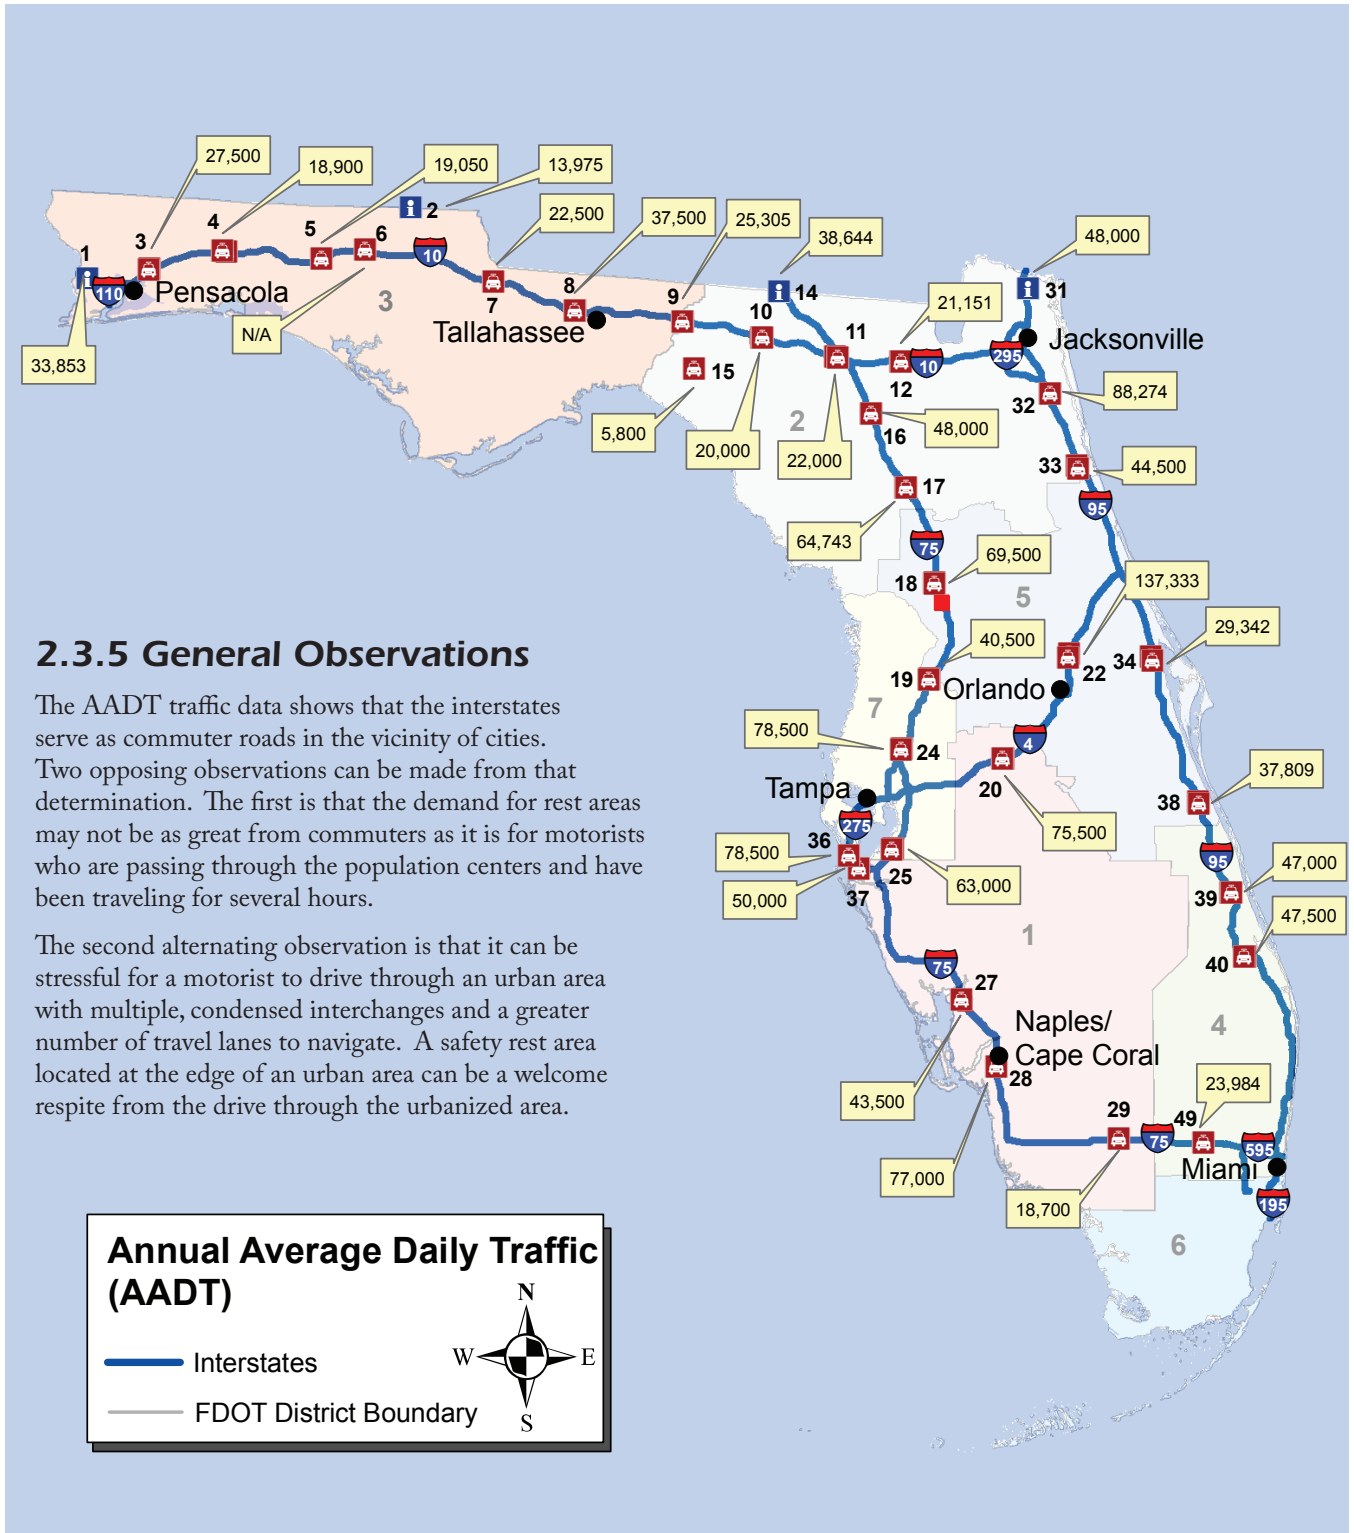 27,500
18,900
19,050
13,975
22,500
37,500
25,305
38,644
48,000
1
3
4
5
6
2
10
110
Pensacola
3
7
8
9
Tallahassee
N/A
33,853
10
14
11
21,151
31
Jacksonville
295
10
12
15
5,800
2
20,000
22,000
16
48,000
32
88,274
33
44,500
17
95
64,743
75
18
69,500
5
137,333
29,342
40,500
19
Orlando
22
34
7
78,500
24
4
Tampa
20
75,500
38
37,809
275
36
78,500
50,000
37
25
63,000
95
47,000
39
47,500
40
1
75
27
Naples/
Cape Coral
28
4
43,500
23,984
29
49
75
595
Miami
77,000
18,700
195
6
2.3.5 General Observations
The AADT traffic data shows that the interstates
serve as commuter roads in the vicinity of cities.
Two opposing observations can be made from that
determination. The first is that the demand for rest areas
may not be as great from commuters as it is for motorists
who are passing through the population centers and have
been traveling for several hours.
The second alternating observation is that it can be
stressful for a motorist to drive through an urban area
with multiple, condensed interchanges and a greater
number of travel lanes to navigate. A safety rest area
located at the edge of an urban area can be a welcome
respite from the drive through the urbanized area.
Annual Average Daily Traffic
(AADT)
N
W
E
S
Interstates
FDOT District Boundary